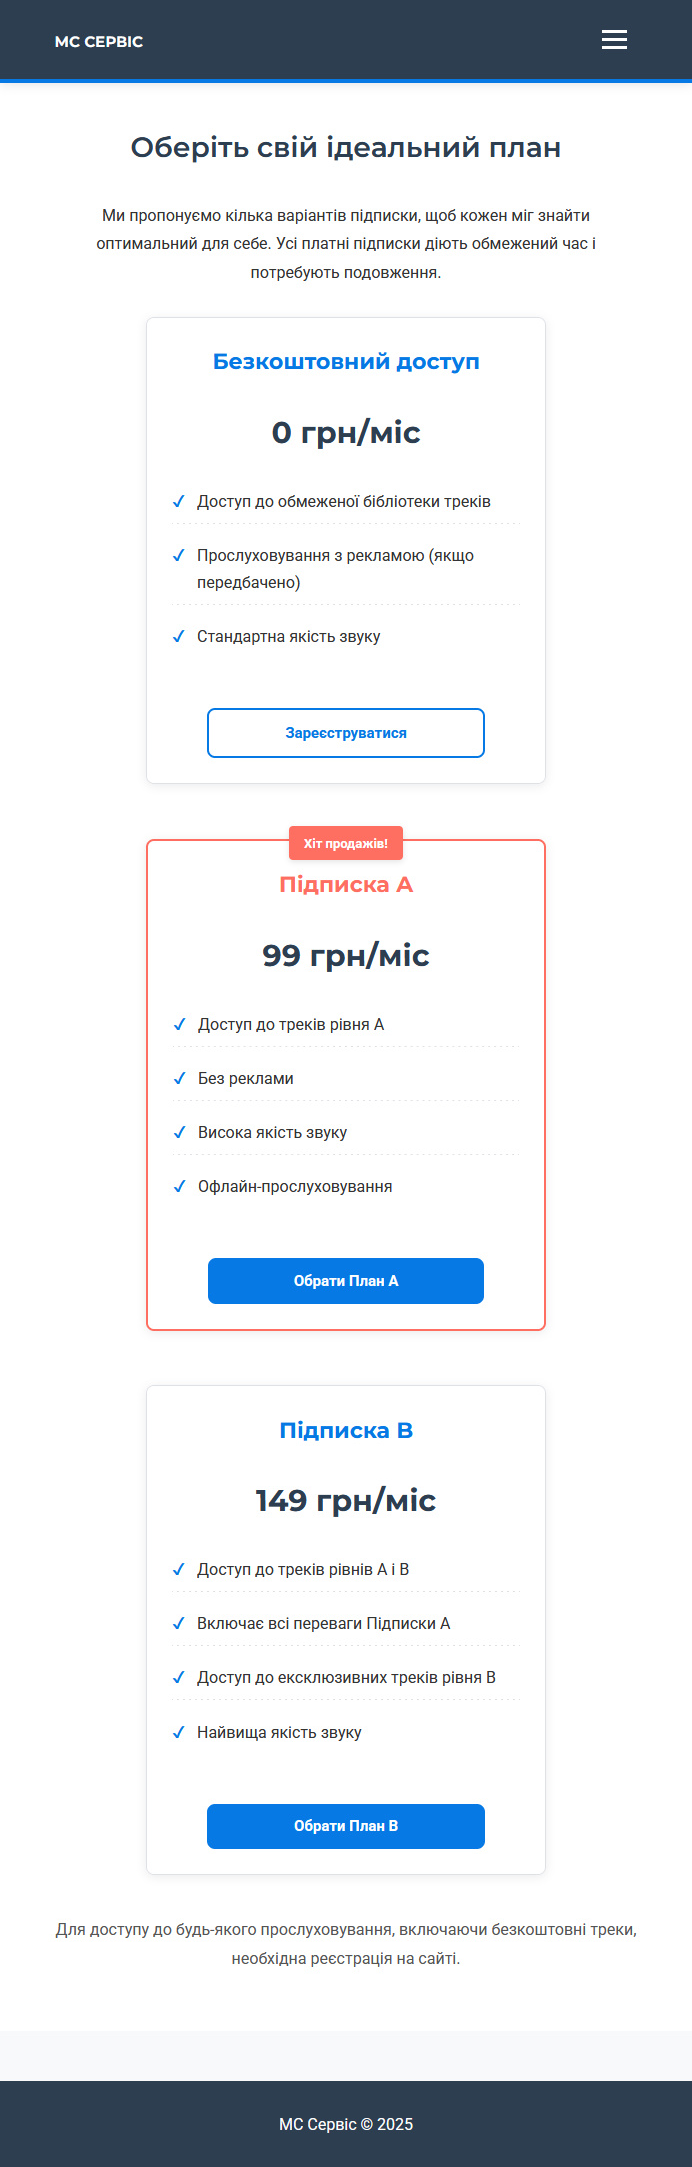 МС СЕРВІС
Оберіть свій ідеальний план
Ми пропонуємо кілька варіантів підписки, щоб кожен міг знайти
оптимальний для себе. Усі платні підписки діють обмежений час і
потребують подовження.
Безкоштовний доступ
0 грн/міс
✓ Доступ до обмеженої бібліотеки треків
✓ Прослуховування з рекламою (якщо
передбачено)
✓ Стандартна якість звуку
Зареєструватися
Хіт продажів!
Підписка А
99 грн/міс
✓ Доступ до треків рівня А
✓ Без реклами
✓ Висока якість звуку
✓ Офлайн-прослуховування
Обрати План А
Підписка В
149 грн/міс
✓ Доступ до треків рівнів А і В
✓ Включає всі переваги Підписки А
✓ Доступ до ексклюзивних треків рівня В
✓ Найвища якість звуку
Обрати План В
Для доступу до будь-якого прослуховування, включаючи безкоштовні треки,
необхідна реєстрація на сайті.
МС Сервіс © 2025